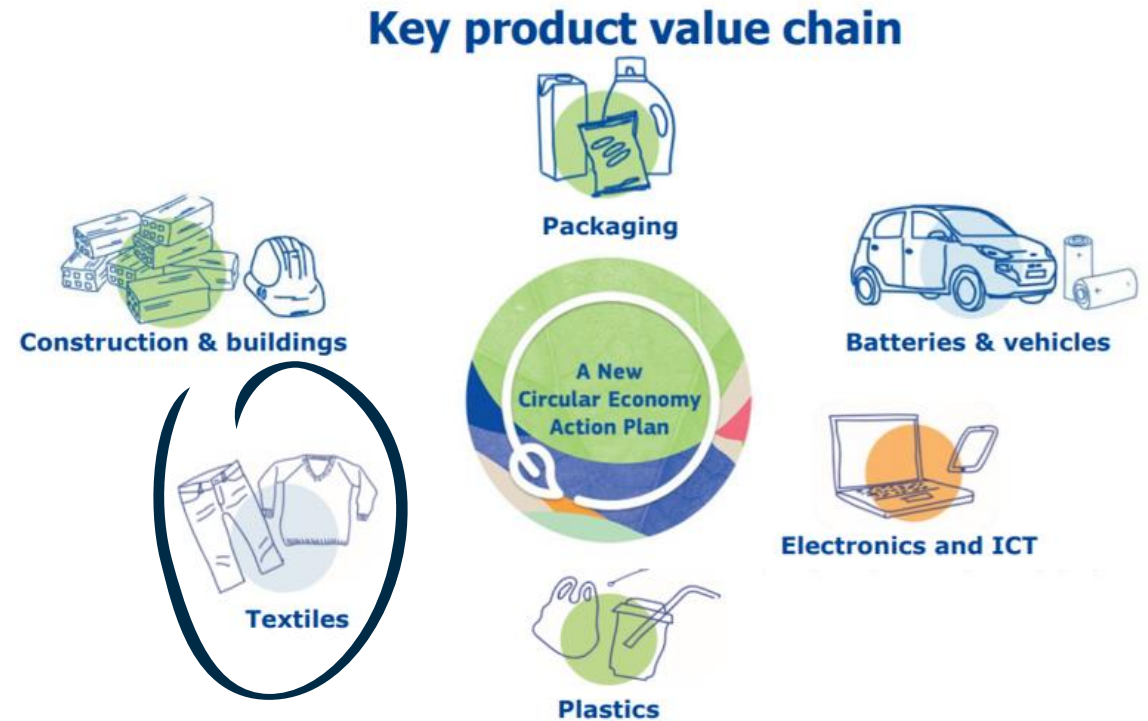 Key product value chain
Packaging
Construction & buildings
Batteries & vehicles
A New
Circular Economy
Action Plan
Electronics and ICT
Textiles
Plastics